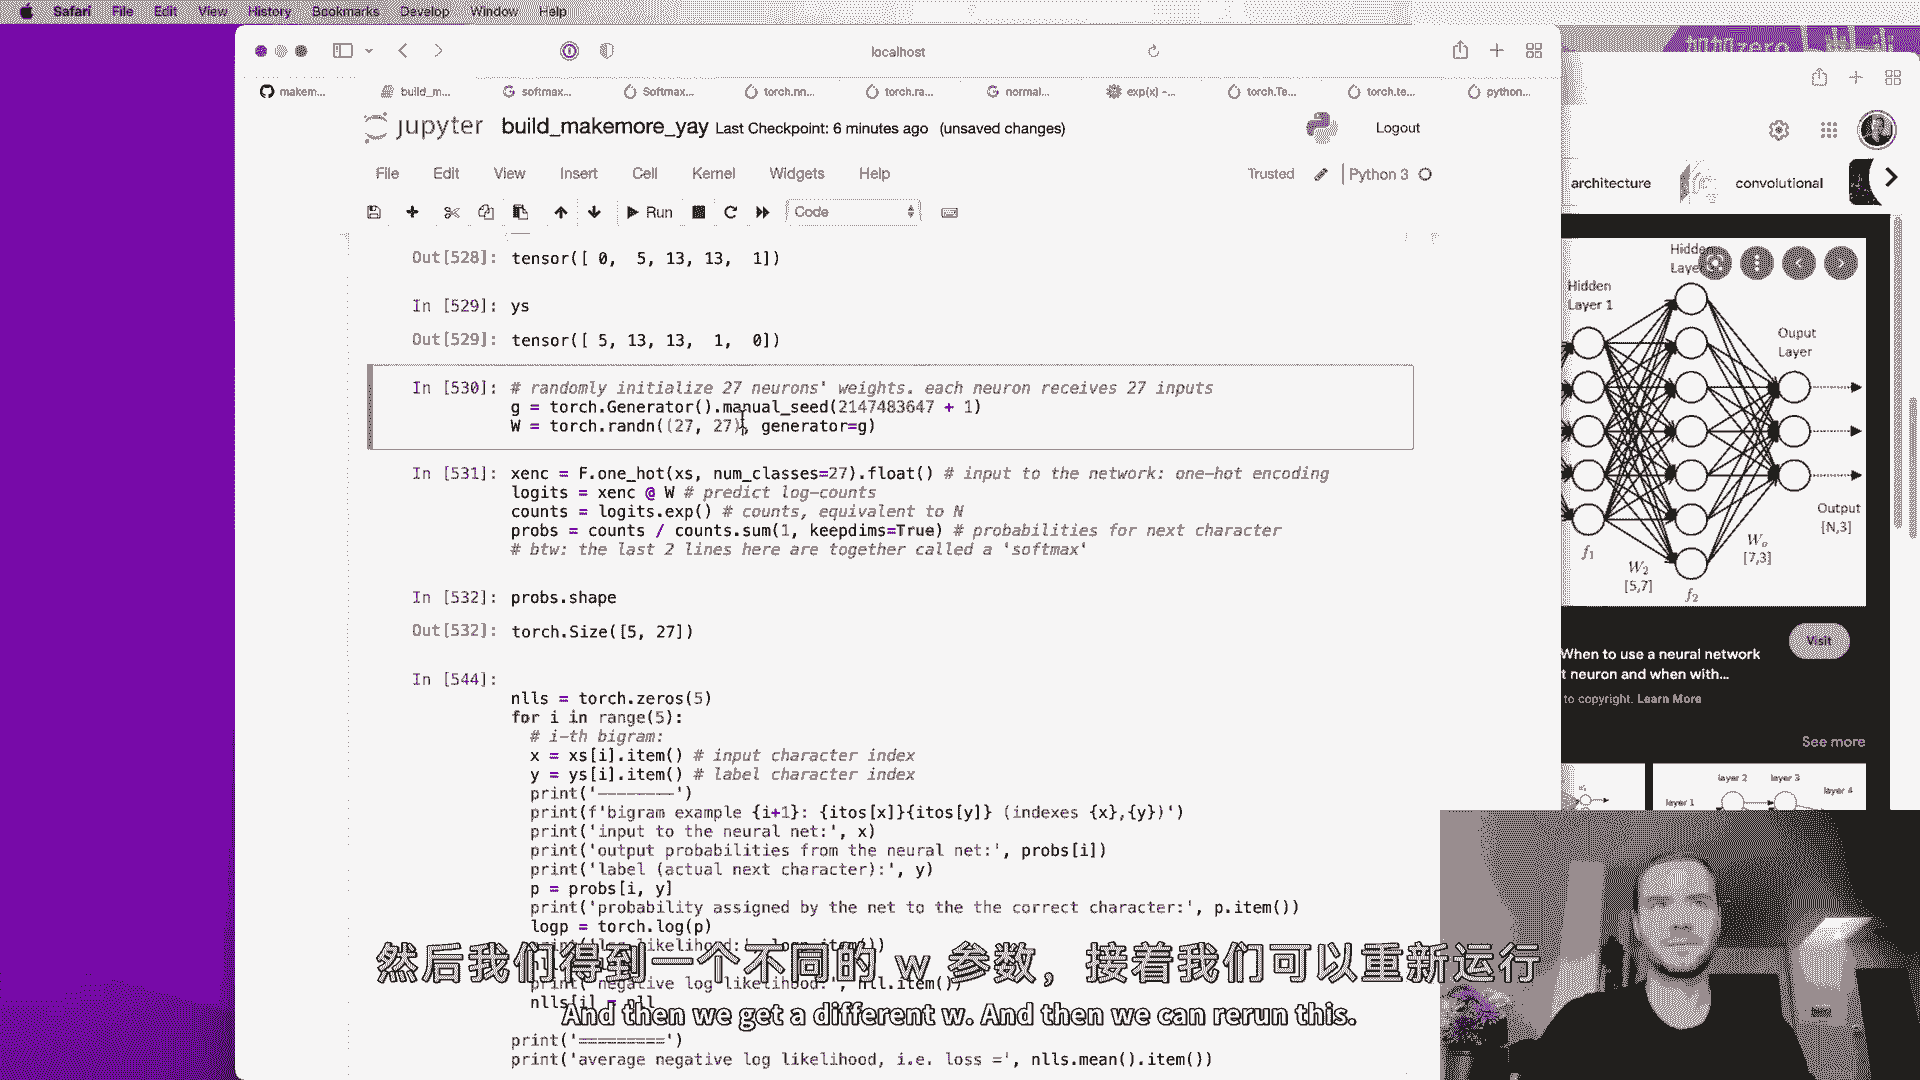 Safari File Edit View History Bookmarks Develop Window Help
localhost
makem... build_m... softmax... Softmax... torch.nn... torch.ra... normal... exp(x) -... torch.Te... torch.te... python...
jupyter build_makemore_yay Last Checkpoint: 6 minutes ago (unsaved changes) Logout
File Edit View Insert Cell Kernel Widgets Help Trusted Python 3
Run Code
Out[528]: tensor([ 0, 5, 13, 13, 1])
In [529]: ys
Out[529]: tensor([ 5, 13, 13, 1, 0])
In [530]: # randomly initialize 27 neurons' weights. each neuron receives 27 inputs
g = torch.Generator().manual_seed(2147483647 + 1)
W = torch.randn((27, 27), generator=g)
In [531]: xenc = F.one_hot(xs, num_classes=27).float() # input to the network: one-hot encoding
logits = xenc @ W # predict log-counts
counts = logits.exp() # counts, equivalent to N
probs = counts / counts.sum(1, keepdims=True) # probabilities for next character
# btw: the last 2 lines here are together called a 'softmax'
In [532]: probs.shape
Out[532]: torch.Size([5, 27])
In [544]:
nlls = torch.zeros(5)
for i in range(5):
# i-th bigram:
x = xs[i].item() # input character index
y = ys[i].item() # label character index
print('--------')
print(f'bigram example {i+1}: {itos[x]}{itos[y]} (indexes {x},{y})')
print('input to the neural net:', x)
print('output probabilities from the neural net:', probs[i])
print('label (actual next character):', y)
p = probs[i, y]
print('probability assigned by the net to the the correct character:', p.item())
logp = torch.log(p)
negative log likelihood:', nll.item()
nlls[i] = nll
print('=========')
print('average negative log likelihood, i.e. loss =', nlls.mean().item())
然后我们得到一个不同的 w 参数，接着我们可以重新运行
And then we get a different w. And then we can rerun this.
architecture convolutional
Hidden
Layer 1
Ouput
Layer
Output
[N,3]
f1
W2
[5,7]
f2
Wo
[7,3]
Visit
When to use a neural network
t neuron and when with...
to copyright. Learn More
See more
layer 1 layer 2 layer 3 layer 4